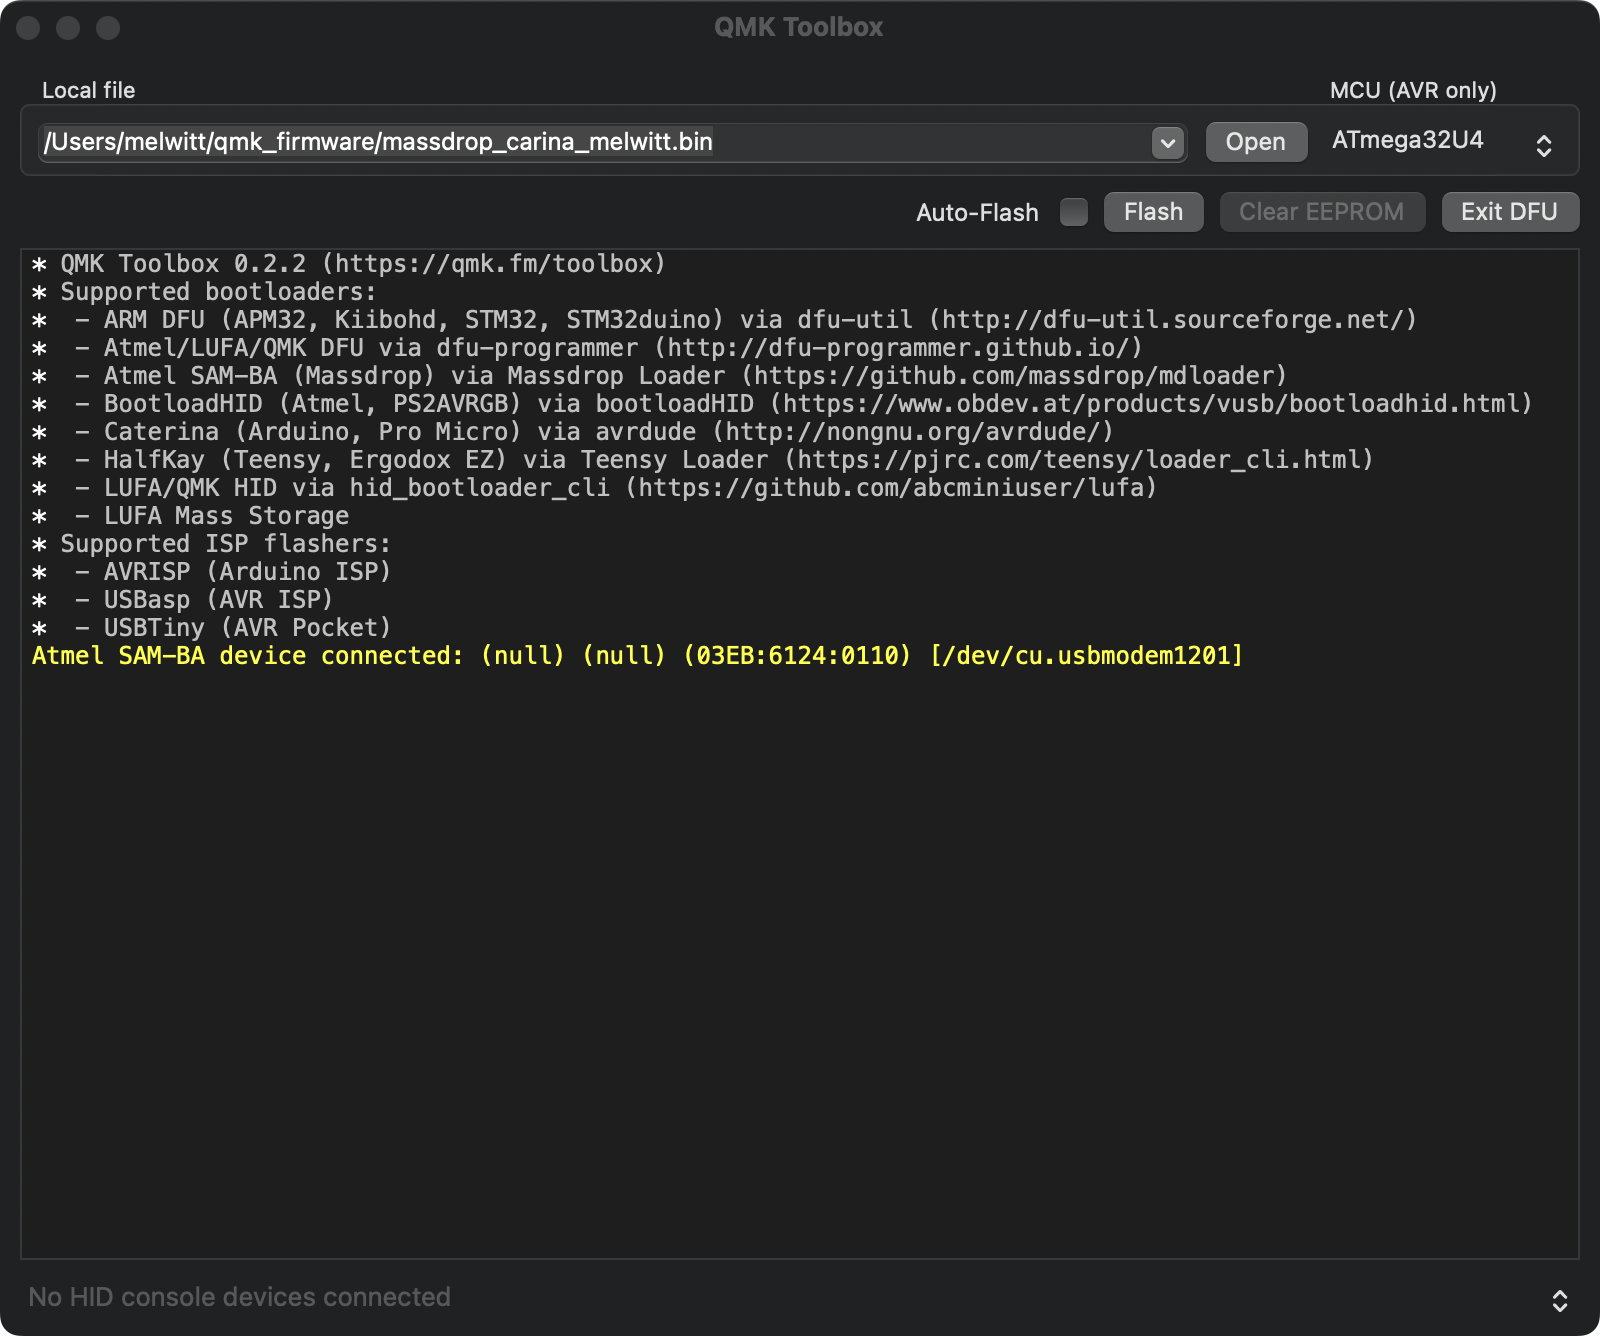 QMK Toolbox
Local file
MCU (AVR only)
/Users/melwitt/qmk_firmware/massdrop_carina_melwitt.bin
Open
ATmega32U4
Auto-Flash
Flash
Clear EEPROM
Exit DFU
* QMK Toolbox 0.2.2 (https://qmk.fm/toolbox)
* Supported bootloaders:
*  - ARM DFU (APM32, Kiibohd, STM32, STM32duino) via dfu-util (http://dfu-util.sourceforge.net/)
*  - Atmel/LUFA/QMK DFU via dfu-programmer (http://dfu-programmer.github.io/)
*  - Atmel SAM-BA (Massdrop) via Massdrop Loader (https://github.com/massdrop/mdloader)
*  - BootloadHID (Atmel, PS2AVRGB) via bootloadHID (https://www.obdev.at/products/vusb/bootloadhid.html)
*  - Caterina (Arduino, Pro Micro) via avrdude (http://nongnu.org/avrdude/)
*  - HalfKay (Teensy, Ergodox EZ) via Teensy Loader (https://pjrc.com/teensy/loader_cli.html)
*  - LUFA/QMK HID via hid_bootloader_cli (https://github.com/abcminiuser/lufa)
*  - LUFA Mass Storage
* Supported ISP flashers:
*  - AVRISP (Arduino ISP)
*  - USBasp (AVR ISP)
*  - USBTiny (AVR Pocket)
Atmel SAM-BA device connected: (null) (null) (03EB:6124:0110) [/dev/cu.usbmodem1201]
No HID console devices connected